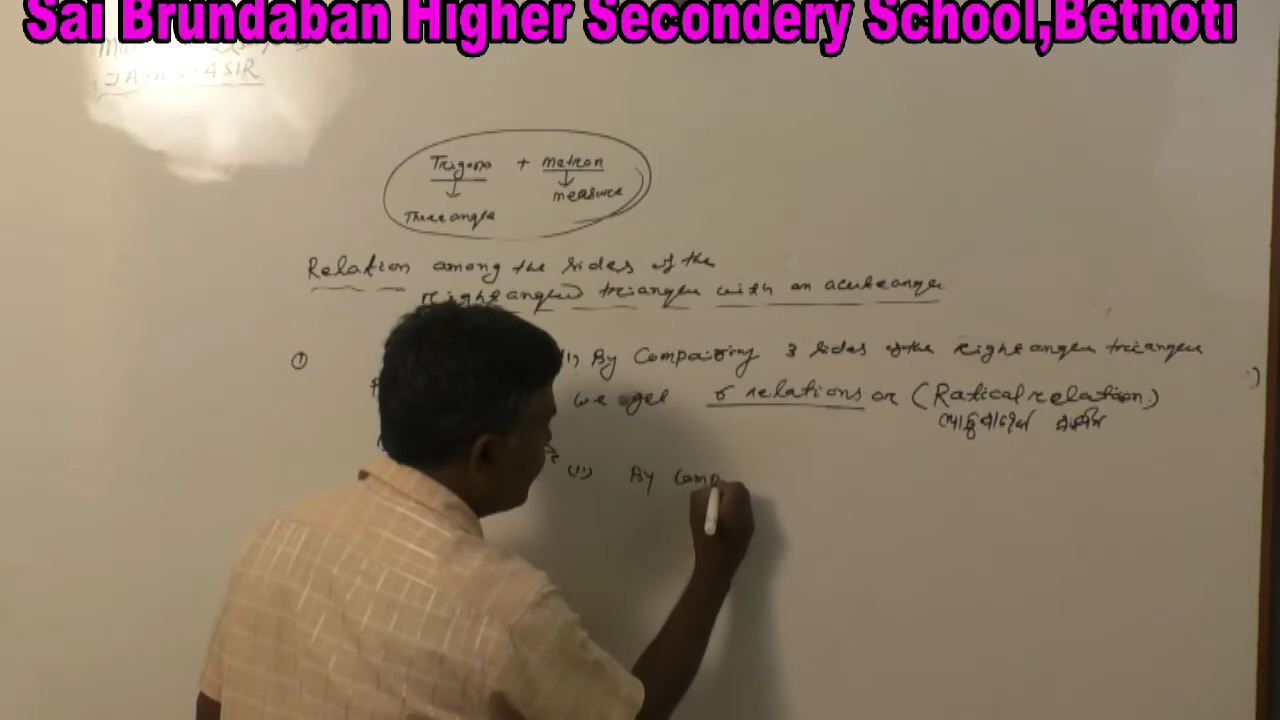 Sai Brundaban Higher Secondery School,Betnoti
Trigono + metron
Three angle
measure
Relation among the sides of the
right angled triangle with an acute angle
①
(i) By Comparing 3 sides of the right angle triangle
we get 6 relations or (Ratical relation)
(ii) By Comp